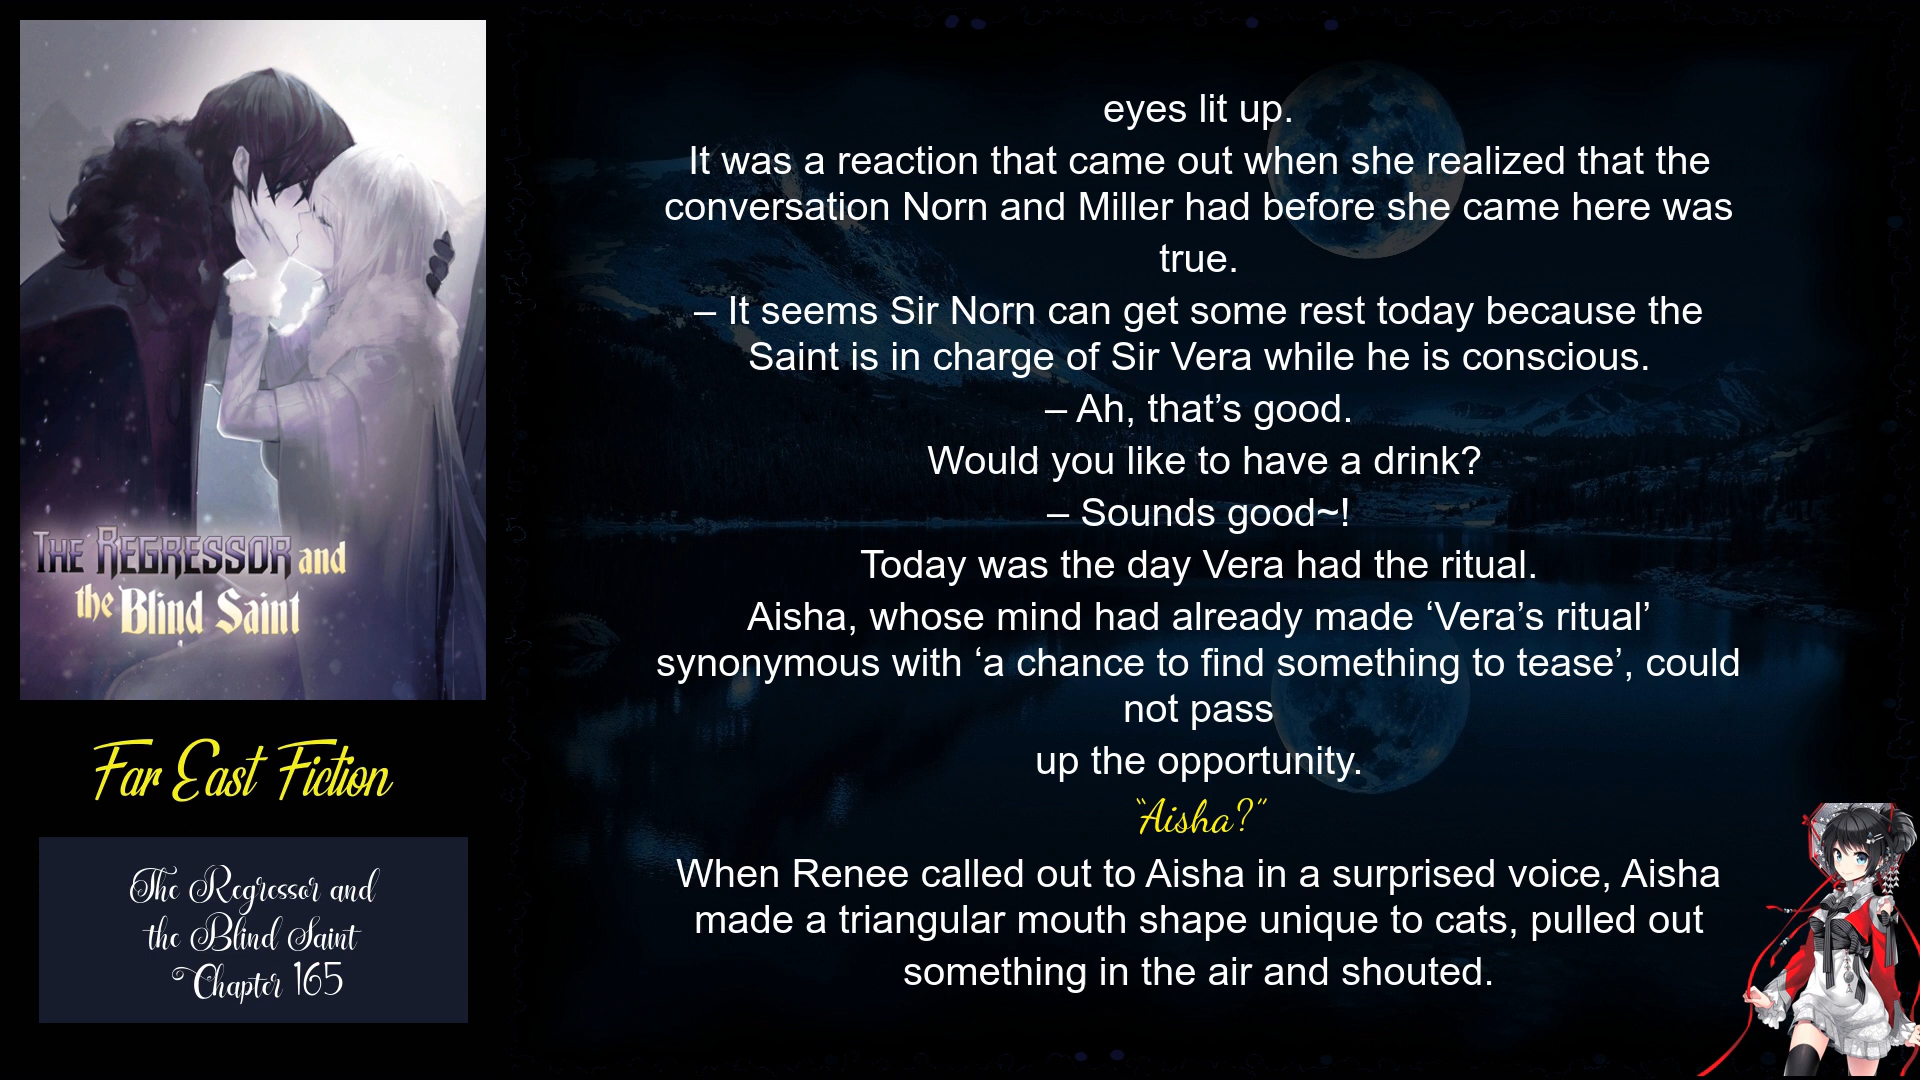 THE REGRESSOR and
the Blind Saint
Far East Fiction
The Regressor and
the Blind Saint
Chapter 165
eyes lit up.
It was a reaction that came out when she realized that the
conversation Norn and Miller had before she came here was
true.
– It seems Sir Norn can get some rest today because the
Saint is in charge of Sir Vera while he is conscious.
– Ah, that’s good.
Would you like to have a drink?
– Sounds good~!
Today was the day Vera had the ritual.
Aisha, whose mind had already made ‘Vera’s ritual’
synonymous with ‘a chance to find something to tease’, could
not pass
up the opportunity.
“Aisha?”
When Renee called out to Aisha in a surprised voice, Aisha
made a triangular mouth shape unique to cats, pulled out
something in the air and shouted.